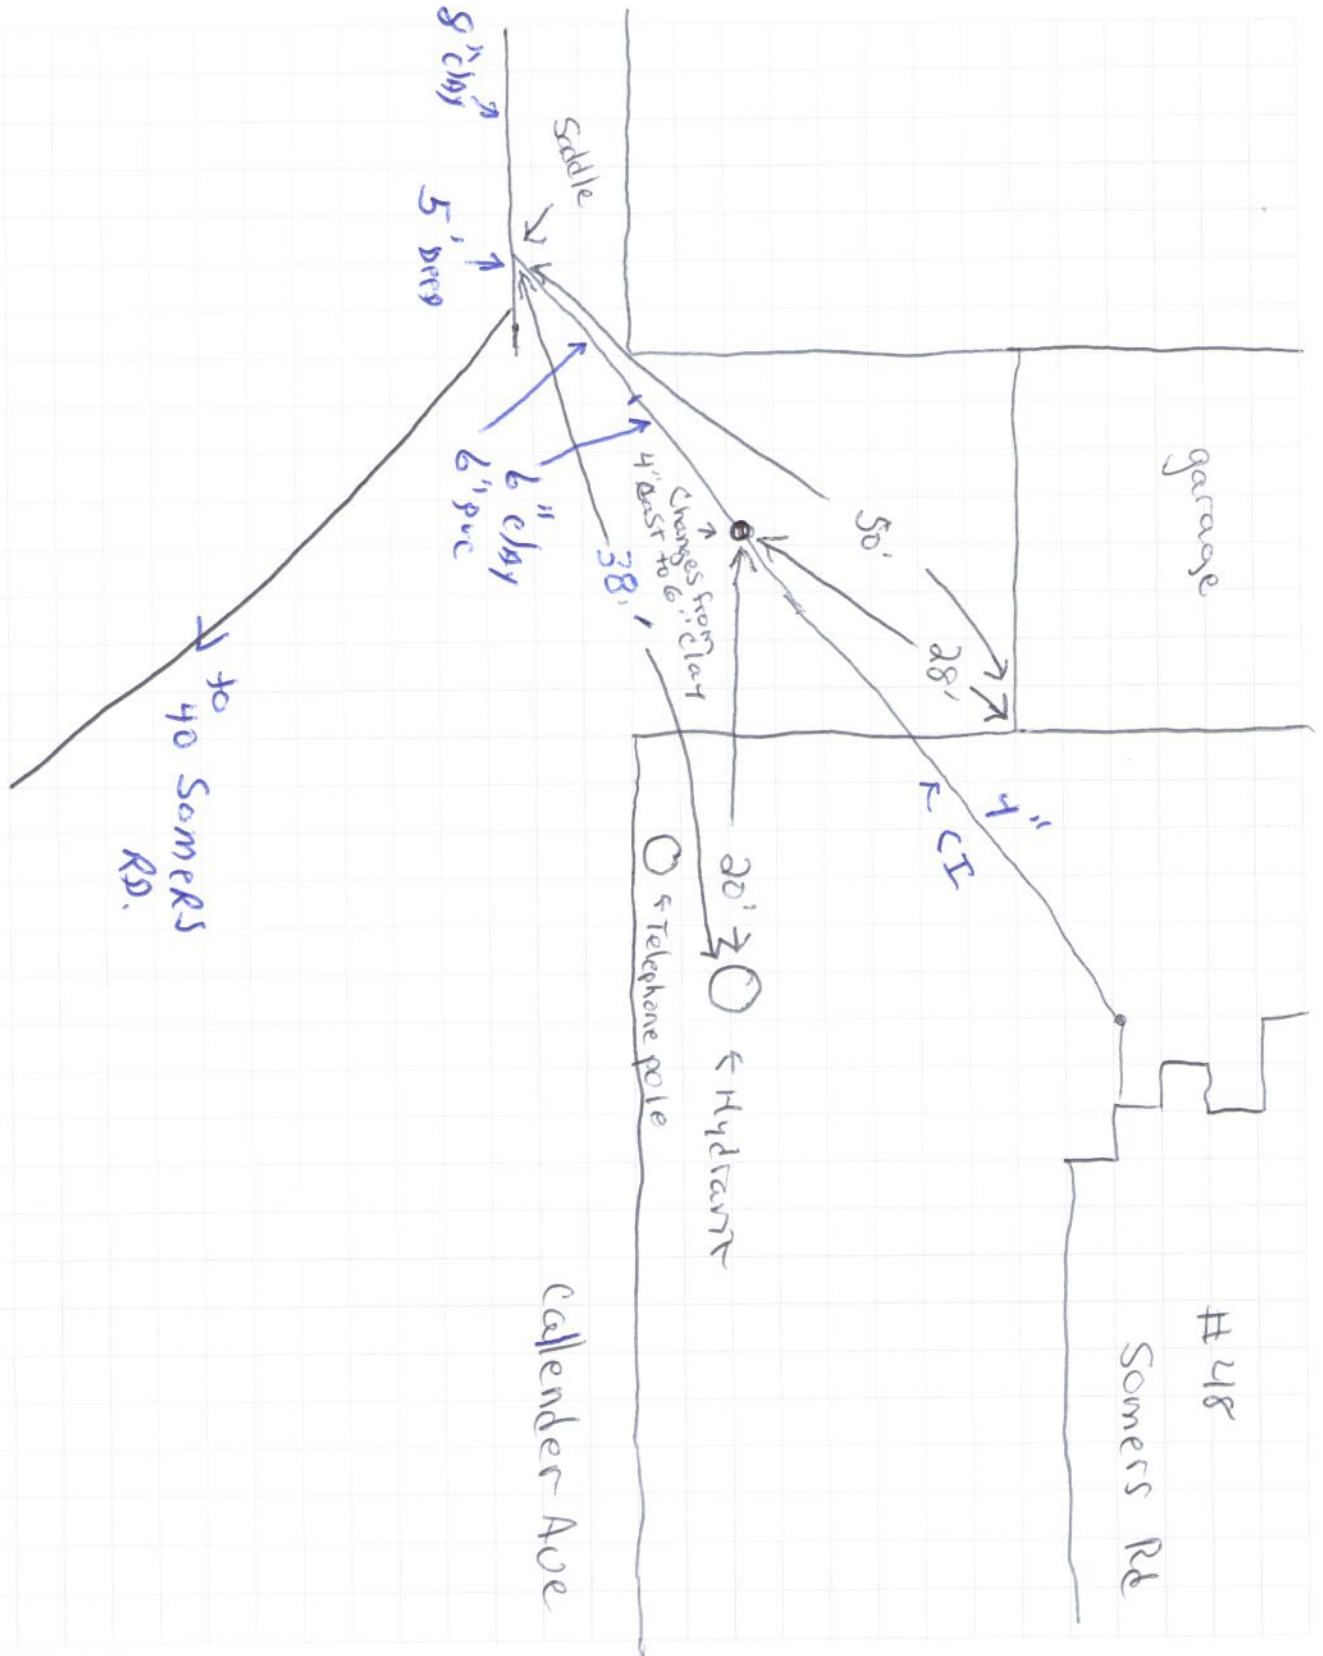 #48
Somers Rd
garage
50'
28'
4"
CI
20'
← Hydrant
← Telephone pole
Changes from
4" cast to 6" clay
38'
6" clay
6" pvc
Saddle
8" clay
5' Deep
to
40 Somers
RD.
Callender Ave